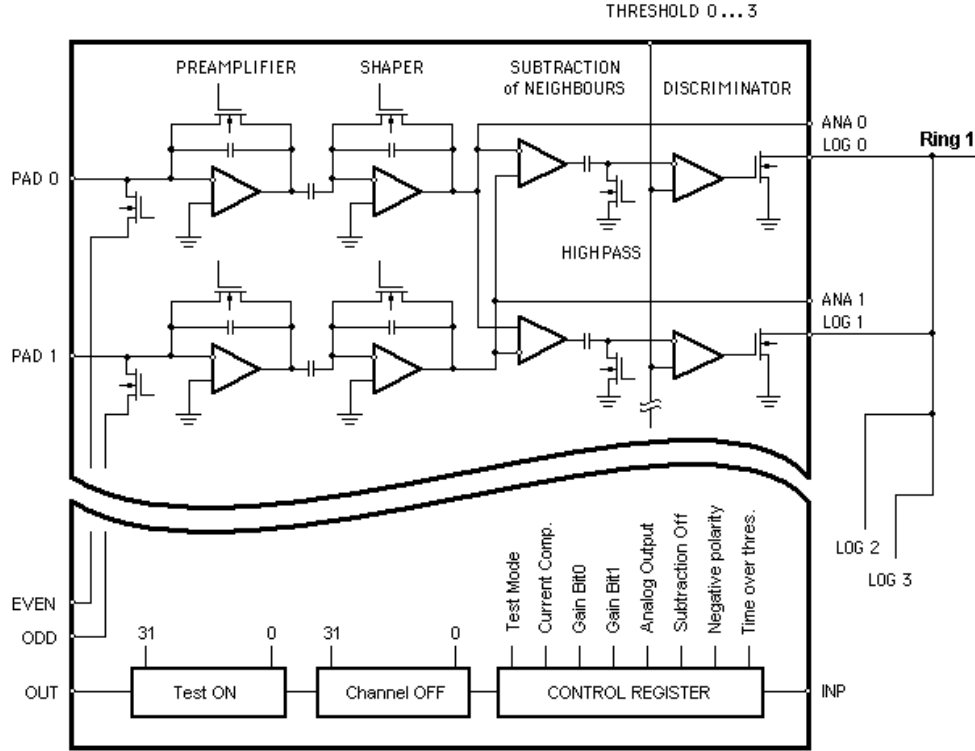 THRESHOLD 0...3
PREAMPLIFIER
SHAPER
SUBTRACTION
of NEIGHBOURS
DISCRIMINATOR
ANA 0
LOG 0
Ring 1
PAD 0
HIGHPASS
ANA 1
LOG 1
PAD 1
LOG 2
LOG 3
Test Mode
Current Comp.
Gain Bit0
Gain Bit1
Analog Output
Subtraction Off
Negative polarity
Time over thres.
EVEN
ODD
31
0
31
0
OUT
Test ON
Channel OFF
CONTROL REGISTER
INP